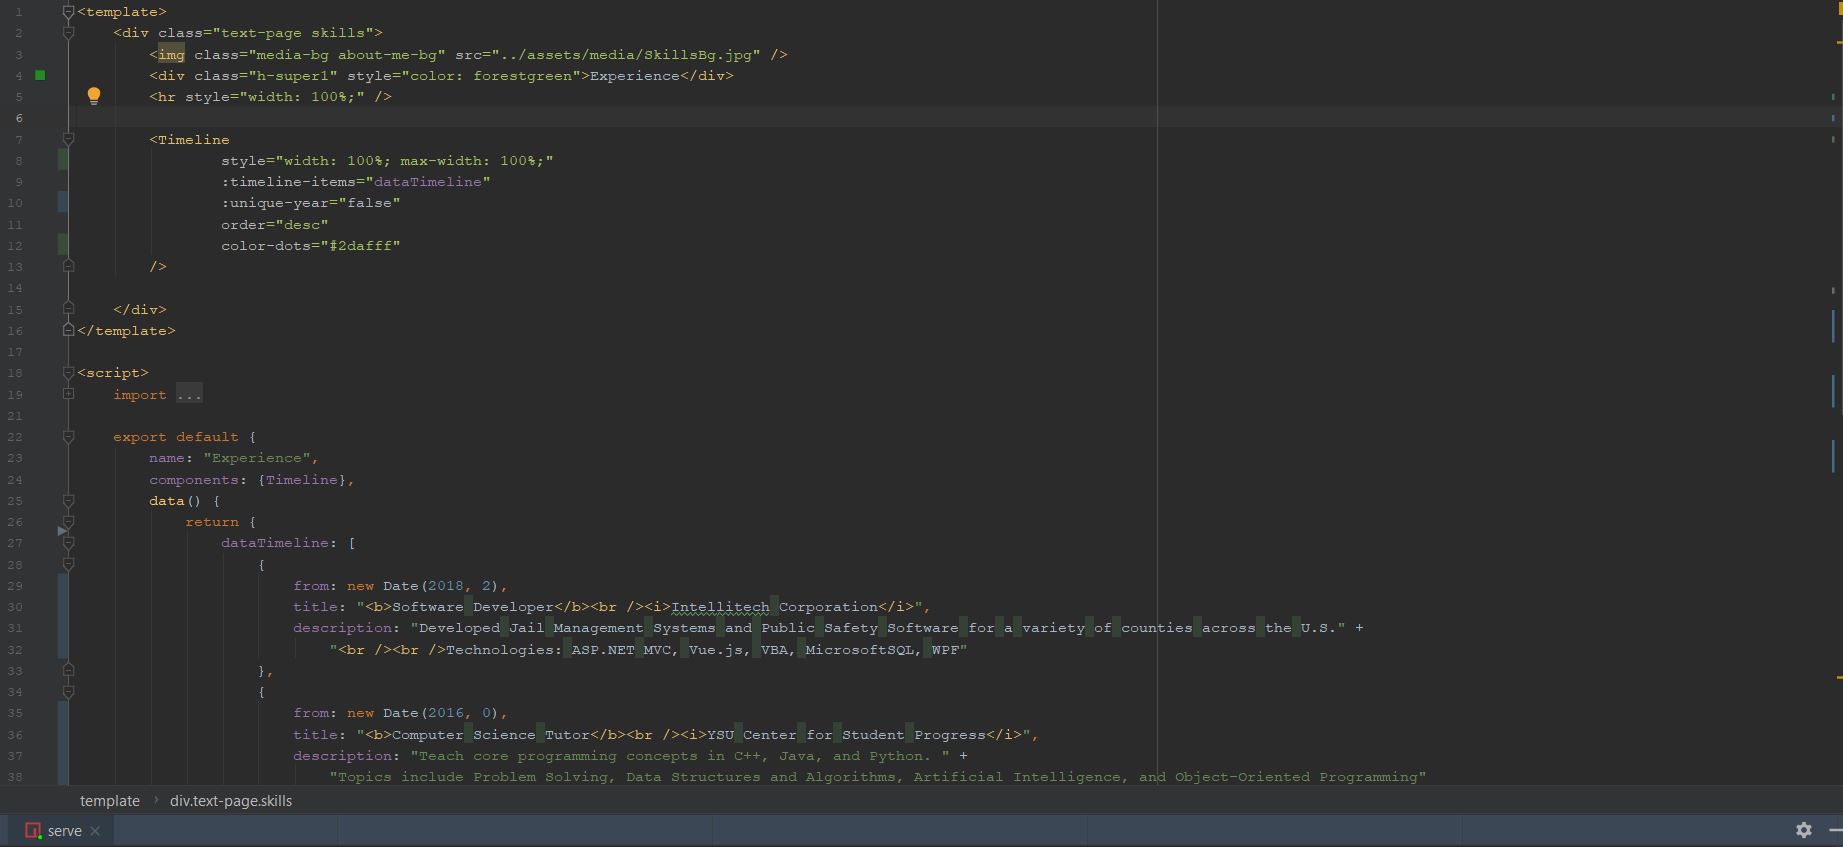 1 <template>
2 <div class="text-page skills">
3 <img class="media-bg about-me-bg" src="../assets/media/SkillsBg.jpg" />
4 <div class="h-super1" style="color: forestgreen">Experience</div>
5 <hr style="width: 100%;" />
6
7 <Timeline
8 style="width: 100%; max-width: 100%;"
9 :timeline-items="dataTimeline"
10 :unique-year="false"
11 order="desc"
12 color-dots="#2dafff"
13 />
14
15 </div>
16 </template>
17
18 <script>
19 import ...
21
22 export default {
23 name: "Experience",
24 components: {Timeline},
25 data() {
26 return {
27 dataTimeline: [
28 {
29 from: new Date(2018, 2),
30 title: "<b>Software Developer</b><br /><i>Intellitech Corporation</i>",
31 description: "Developed Jail Management Systems and Public Safety Software for a variety of counties across the U.S." +
32 "<br /><br />Technologies: ASP.NET MVC, Vue.js, VBA, MicrosoftSQL, WPF"
33 },
34 {
35 from: new Date(2016, 0),
36 title: "<b>Computer Science Tutor</b><br /><i>YSU Center for Student Progress</i>",
37 description: "Teach core programming concepts in C++, Java, and Python. " +
38 "Topics include Problem Solving, Data Structures and Algorithms, Artificial Intelligence, and Object-Oriented Programming"
template › div.text-page.skills
serve ×